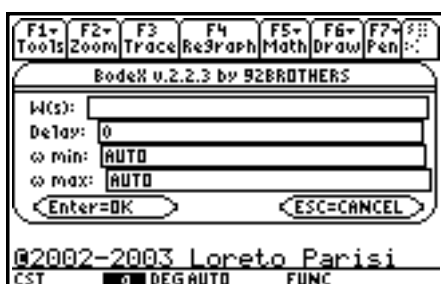 F1▾ F2▾ F3 F4 F5▾ F6▾ F7▾
Tools Zoom Trace ReGraph Math Draw Pen
BodeX v.2.2.3 by 92BROTHERS
W(s):
Delay: 0
ω min: AUTO
ω max: AUTO
Enter=OK ESC=CANCEL
©2002-2003 Loreto Parisi
CST DEG AUTO FUNC